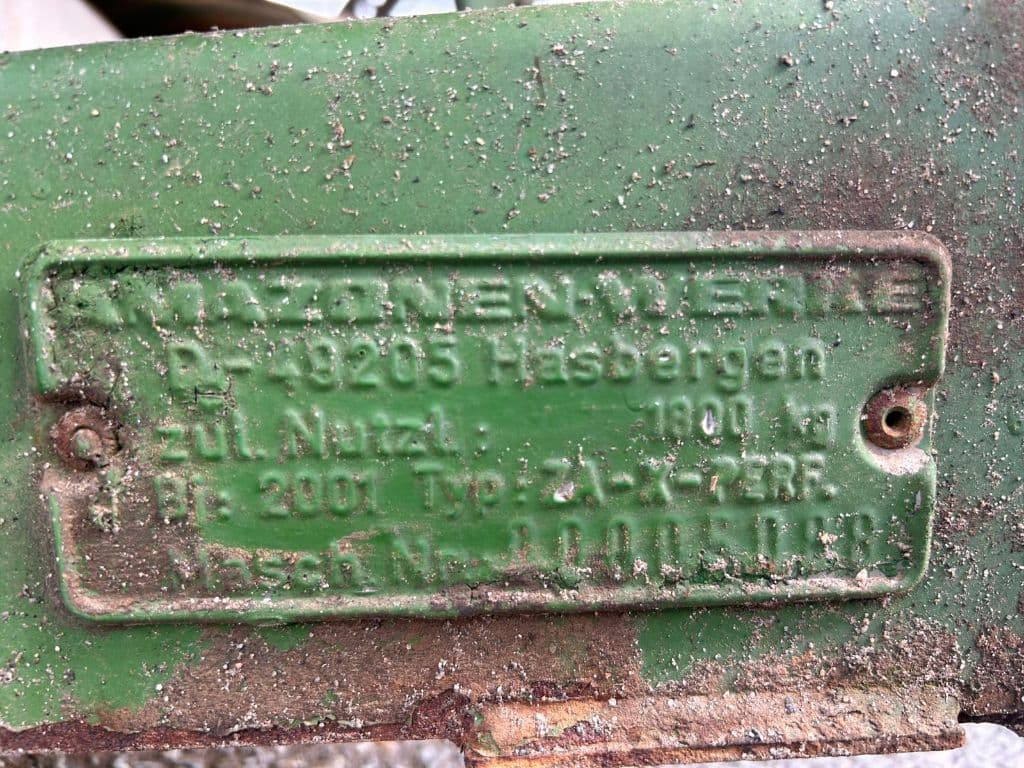 AMAZONEN-WERKE
D-49205 Hasbergen
zul. Nutzl.: 1800 kg
Bj: 2001 Typ: ZA-X-PERF.
Masch. Nr.